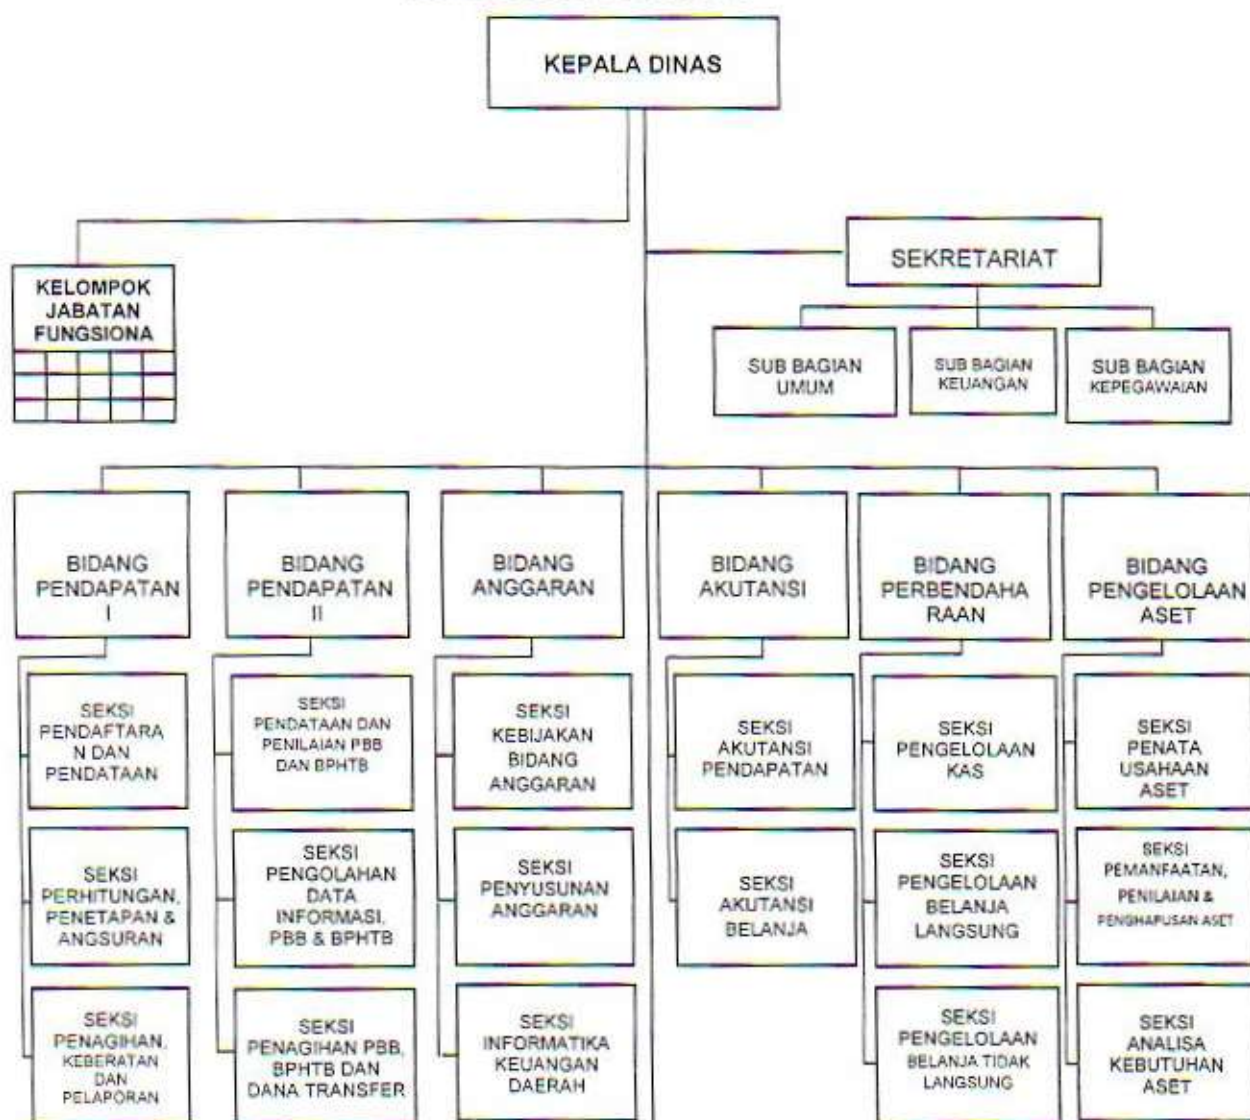 KEPALA DINAS
SEKRETARIAT
KELOMPOK
JABATAN
FUNGSIONA
SUB BAGIAN
UMUM
SUB BAGIAN
KEUANGAN
SUB BAGIAN
KEPEGAWAIAN
BIDANG
PENDAPATAN
I
BIDANG
PENDAPATAN
II
BIDANG
ANGGARAN
BIDANG
AKUTANSI
BIDANG
PERBENDAHA
RAAN
BIDANG
PENGELOLAAN
ASET
SEKSI
PENDAFTARA
N DAN
PENDATAAN
SEKSI
PENDATAAN DAN
PENILAIAN PBB
DAN BPHTB
SEKSI
KEBIJAKAN
BIDANG
ANGGARAN
SEKSI
AKUTANSI
PENDAPATAN
SEKSI
PENGELOLAAN
KAS
SEKSI
PENATA
USAHAAN
ASET
SEKSI
PERHITUNGAN,
PENETAPAN &
ANGSURAN
SEKSI
PENGOLAHAN
DATA
INFORMASI,
PBB & BPHTB
SEKSI
PENYUSUNAN
ANGGARAN
SEKSI
AKUTANSI
BELANJA
SEKSI
PENGELOLAAN
BELANJA
LANGSUNG
SEKSI
PEMANFAATAN,
PENILAIAN &
PENGHAPUSAN ASET
SEKSI
PENAGIHAN,
KEBERATAN
DAN
PELAPORAN
SEKSI
PENAGIHAN PBB,
BPHTB DAN
DANA TRANSFER
SEKSI
INFORMATIKA
KEUANGAN
DAERAH
SEKSI
PENGELOLAAN
BELANJA TIDAK
LANGSUNG
SEKSI
ANALISA
KEBUTUHAN
ASET